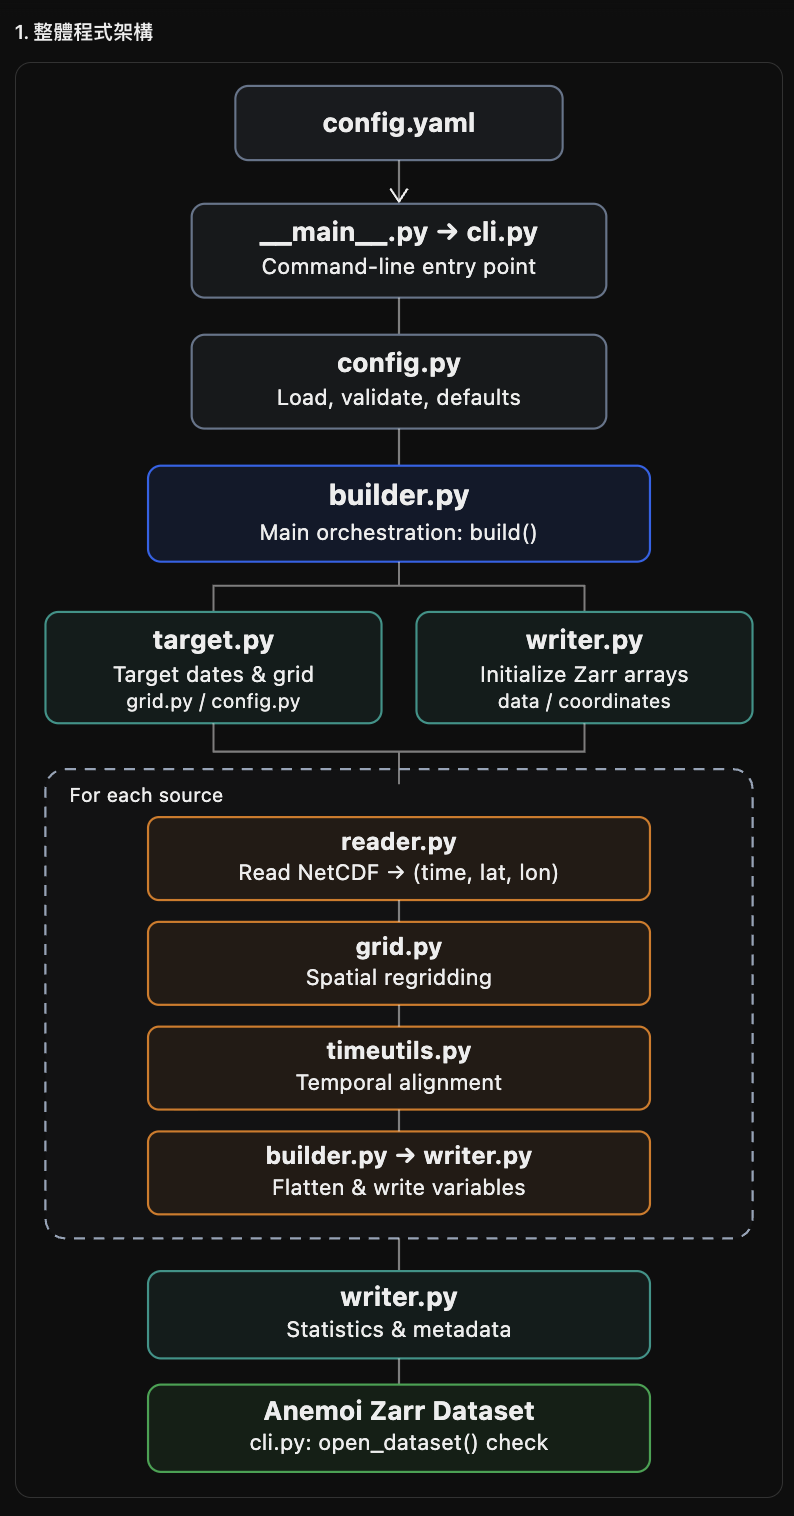 1. 整體程式架構
config.yaml
__main__.py → cli.py
Command-line entry point
config.py
Load, validate, defaults
builder.py
Main orchestration: build()
target.py
Target dates & grid
grid.py / config.py
writer.py
Initialize Zarr arrays
data / coordinates
For each source
reader.py
Read NetCDF → (time, lat, lon)
grid.py
Spatial regridding
timeutils.py
Temporal alignment
builder.py → writer.py
Flatten & write variables
writer.py
Statistics & metadata
Anemoi Zarr Dataset
cli.py: open_dataset() check